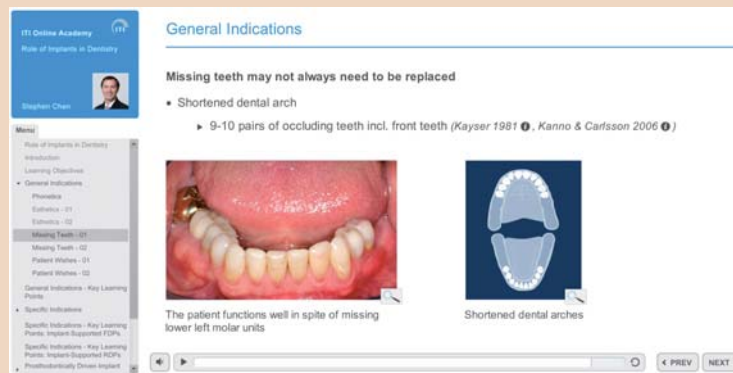 ITI Online Academy
iti
Role of Implants in Dentistry
Stephen Chen
Menu
Role of Implants in Dentistry
Introduction
Learning Objectives
General Indications
Phonetics
Esthetics - 01
Esthetics - 02
Missing Teeth - 01
Missing Teeth - 02
Patient Wishes - 01
Patient Wishes - 02
General Indications - Key Learning
Points
Specific Indications
Specific Indications - Key Learning
Points: Implant-Supported FDPs
Specific Indications - Key Learning
Points: Implant-Supported RDPs
Prosthodontically Driven Implant
General Indications
Missing teeth may not always need to be replaced
• Shortened dental arch
▸ 9-10 pairs of occluding teeth incl. front teeth (Kayser 1981 i, Kanno & Carlsson 2006 i)
The patient functions well in spite of missing
lower left molar units
Shortened dental arches
PREV
NEXT